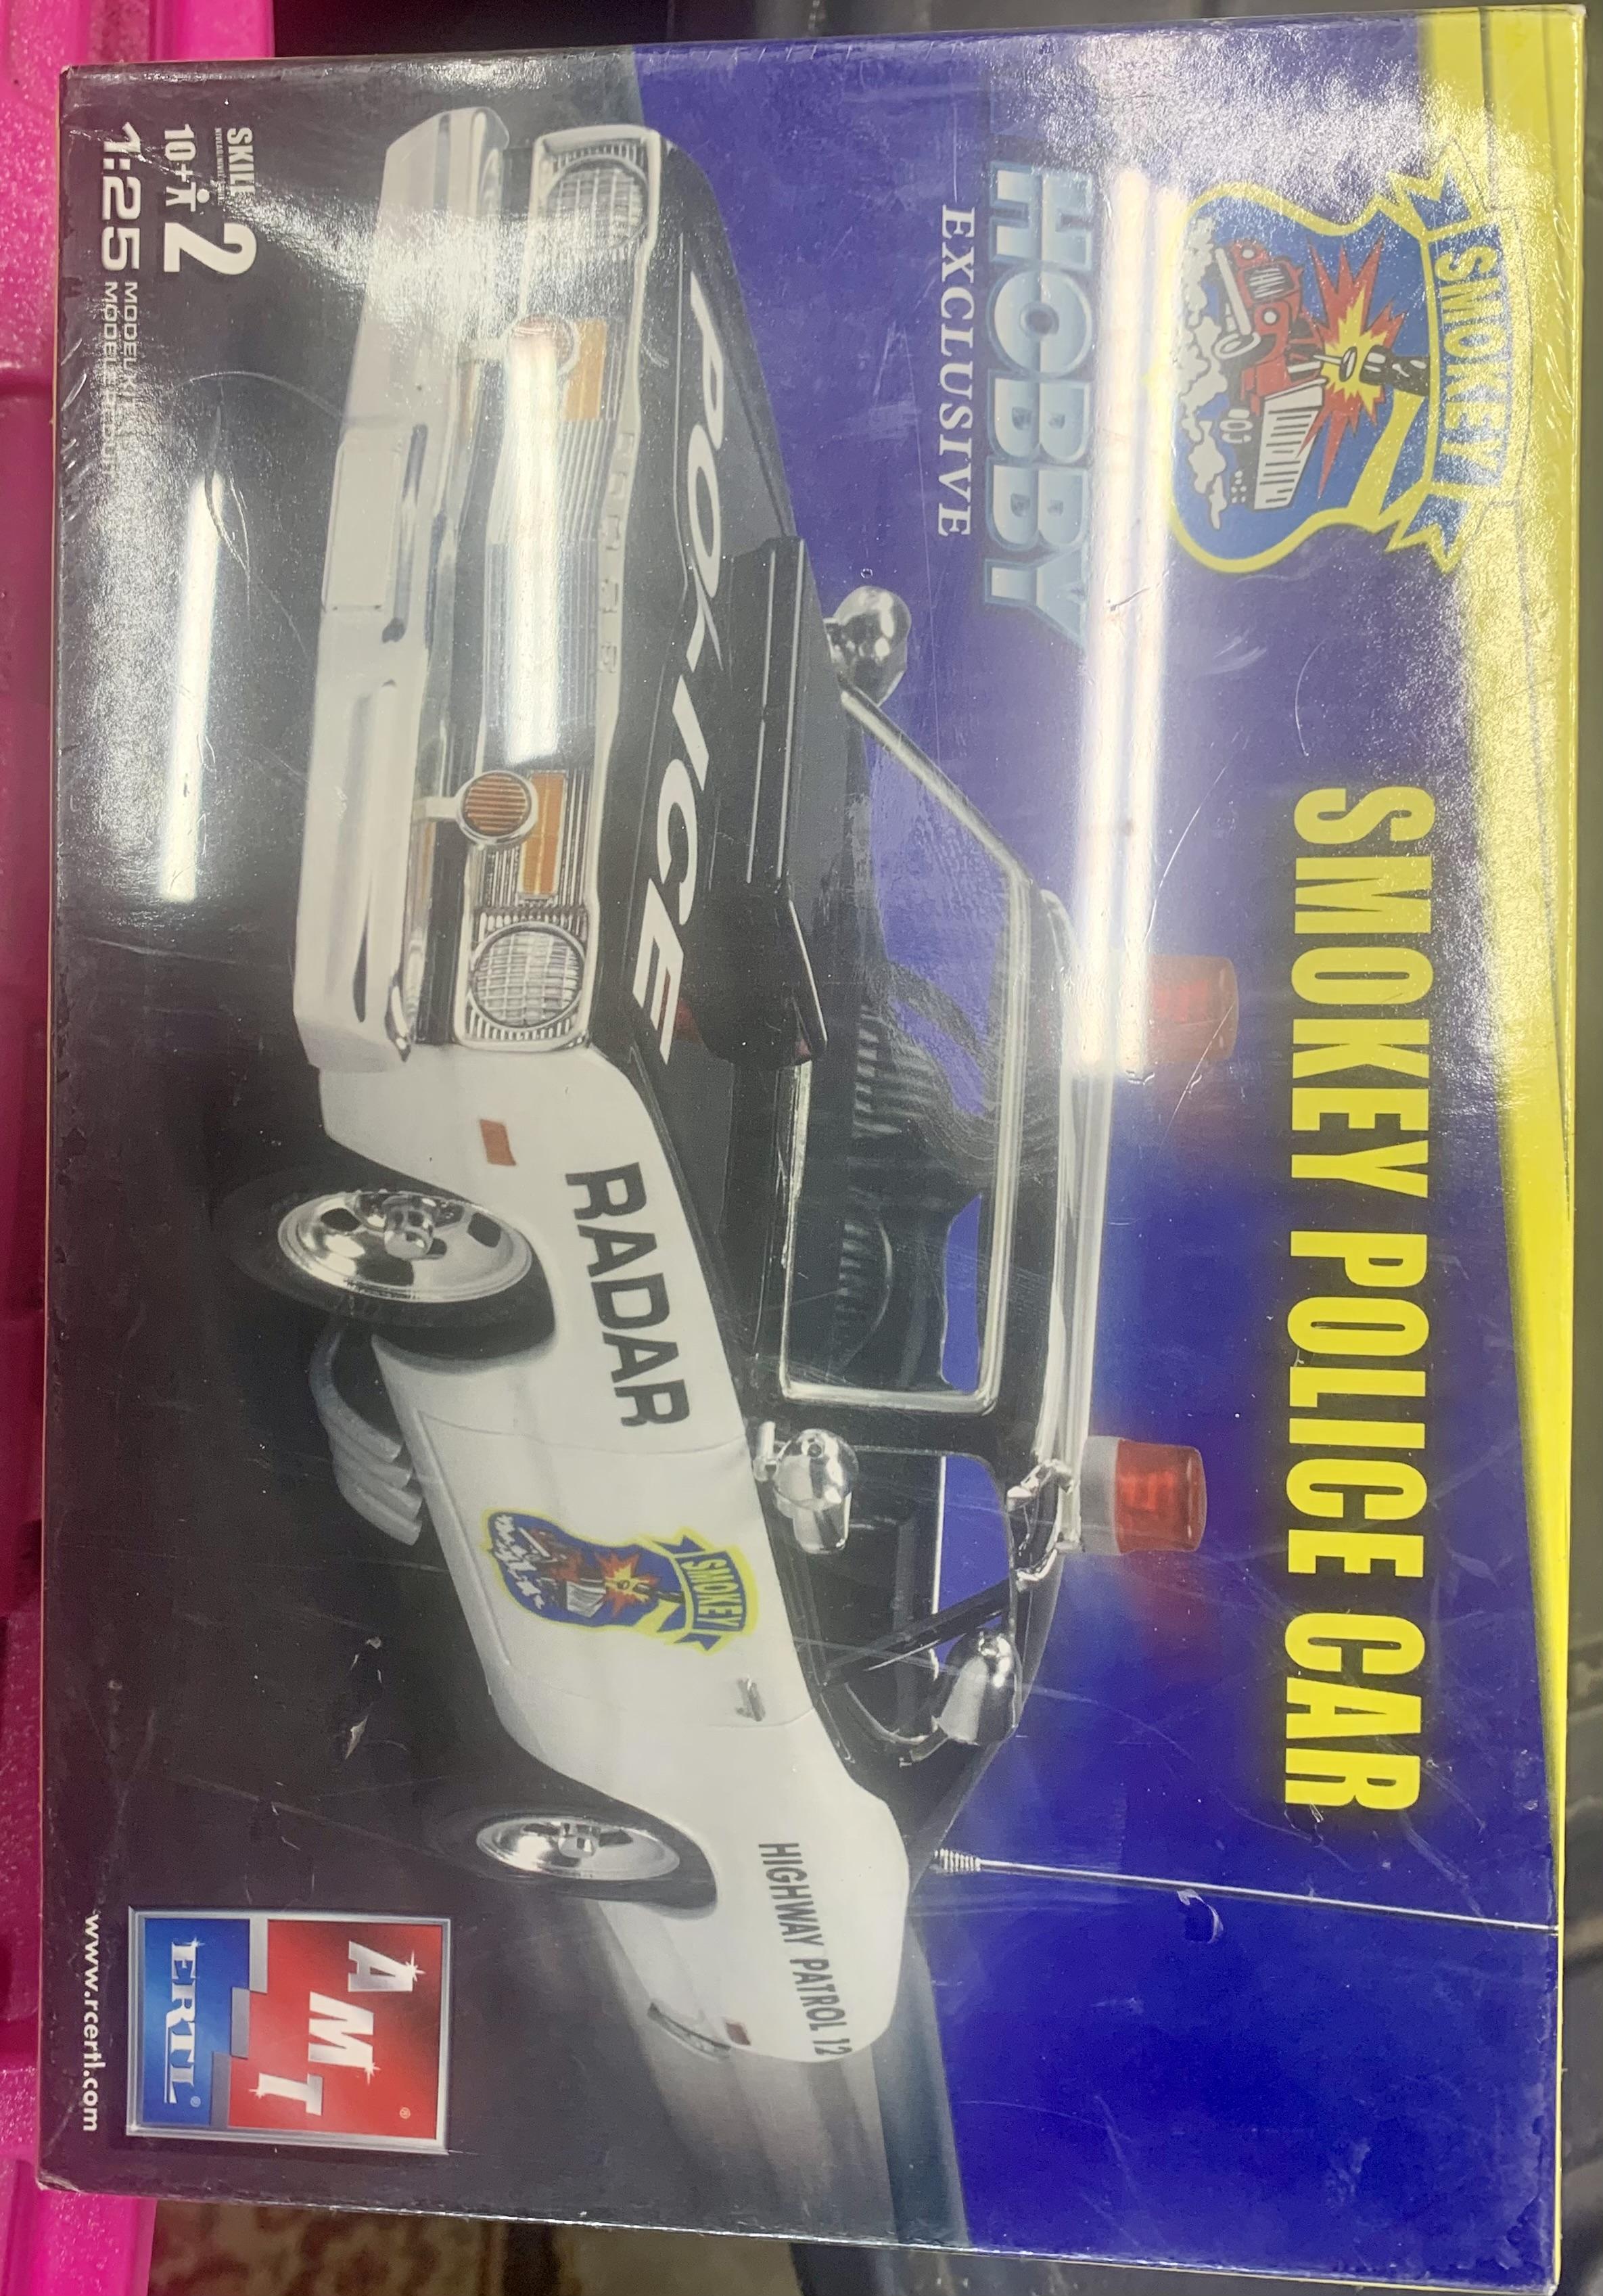 SMOKEY
SMOKEY POLICE CAR
HOBBY
EXCLUSIVE
POLICE
RADAR
SMOKEY
HIGHWAY PATROL 12
SKILL 2
10+
1:25
AMT
ERTL®
www.rcertl.com